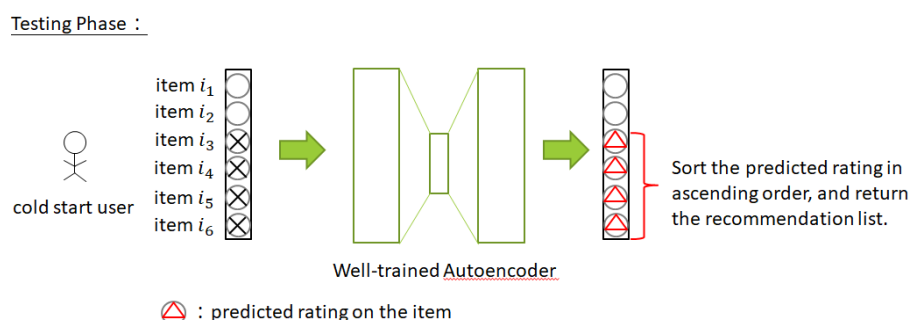 Testing Phase :
item i₁
item i₂
item i₃
item i₄
item i₅
item i₆
cold start user
Well-trained Autoencoder
Sort the predicted rating in
ascending order, and return
the recommendation list.
: predicted rating on the item